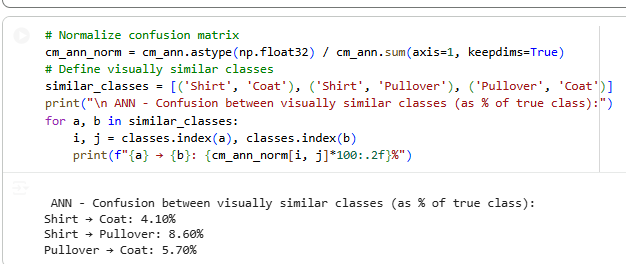 # Normalize confusion matrix
cm_ann_norm = cm_ann.astype(np.float32) / cm_ann.sum(axis=1, keepdims=True)
# Define visually similar classes
similar_classes = [('Shirt', 'Coat'), ('Shirt', 'Pullover'), ('Pullover', 'Coat')]
print("\n ANN - Confusion between visually similar classes (as % of true class):")
for a, b in similar_classes:
    i, j = classes.index(a), classes.index(b)
    print(f"{a} → {b}: {cm_ann_norm[i, j]*100:.2f}%")
 ANN - Confusion between visually similar classes (as % of true class):
Shirt → Coat: 4.10%
Shirt → Pullover: 8.60%
Pullover → Coat: 5.70%